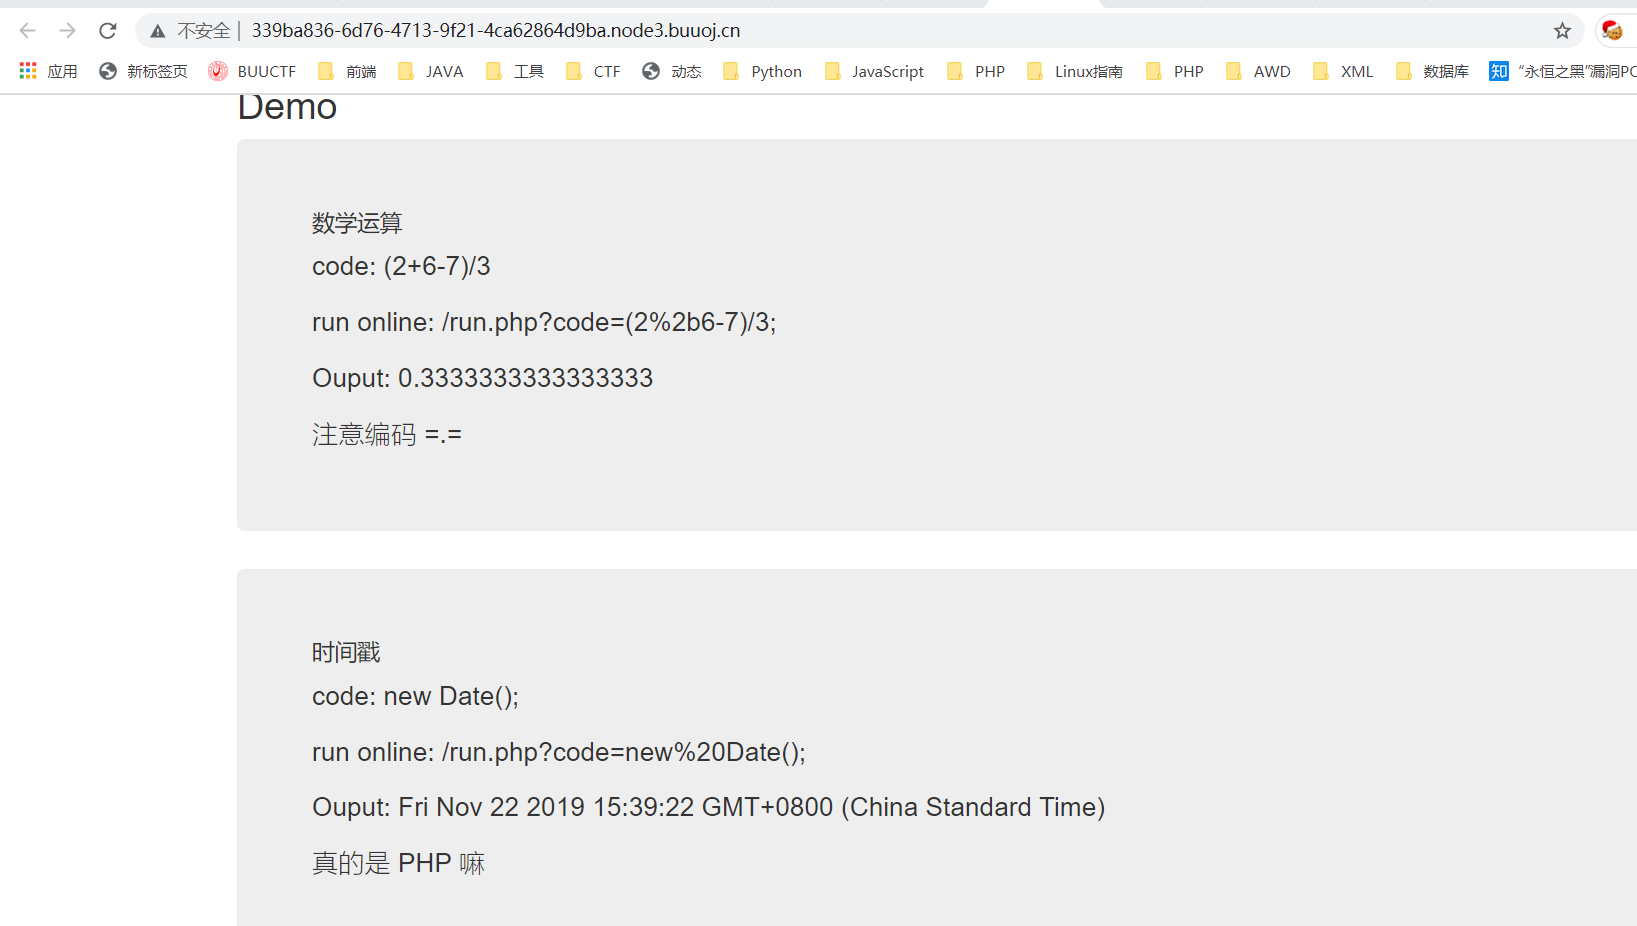 不安全 | 339ba836-6d76-4713-9f21-4ca62864d9ba.node3.buuoj.cn
应用 新标签页 BUUCTF 前端 JAVA 工具 CTF 动态 Python JavaScript PHP Linux指南 PHP AWD XML 数据库 知 “永恒之黑”漏洞PC
Demo
数学运算
code: (2+6-7)/3
run online: /run.php?code=(2%2b6-7)/3;
Ouput: 0.3333333333333333
注意编码 =.=
时间戳
code: new Date();
run online: /run.php?code=new%20Date();
Ouput: Fri Nov 22 2019 15:39:22 GMT+0800 (China Standard Time)
真的是 PHP 嘛